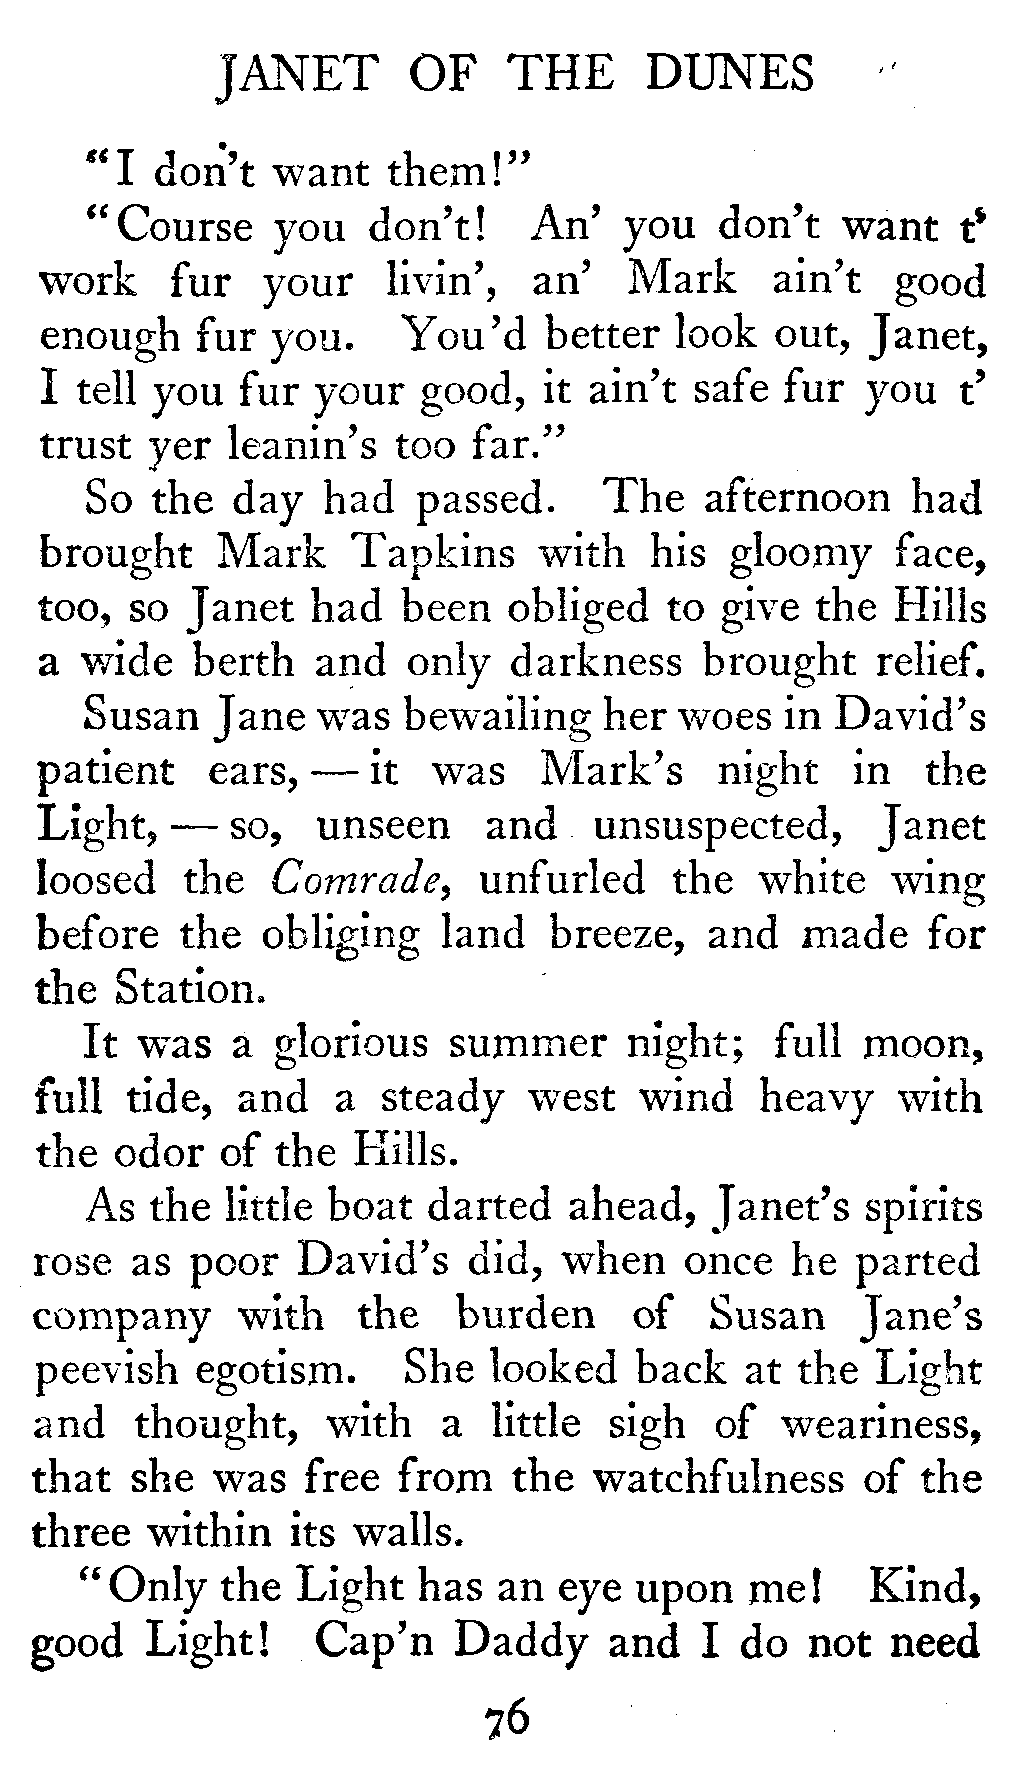 JANET OF THE DUNES
"I don't want them!"
"Course you don't! An' you don't want t'
work fur your livin', an' Mark ain't good
enough fur you. You'd better look out, Janet,
I tell you fur your good, it ain't safe fur you t'
trust yer leanin's too far."
So the day had passed. The afternoon had
brought Mark Tapkins with his gloomy face,
too, so Janet had been obliged to give the Hills
a wide berth and only darkness brought relief.
Susan Jane was bewailing her woes in David's
patient ears, — it was Mark's night in the
Light, — so, unseen and unsuspected, Janet
loosed the Comrade, unfurled the white wing
before the obliging land breeze, and made for
the Station.
It was a glorious summer night; full moon,
full tide, and a steady west wind heavy with
the odor of the Hills.
As the little boat darted ahead, Janet's spirits
rose as poor David's did, when once he parted
company with the burden of Susan Jane's
peevish egotism. She looked back at the Light
and thought, with a little sigh of weariness,
that she was free from the watchfulness of the
three within its walls.
"Only the Light has an eye upon me! Kind,
good Light! Cap'n Daddy and I do not need
76